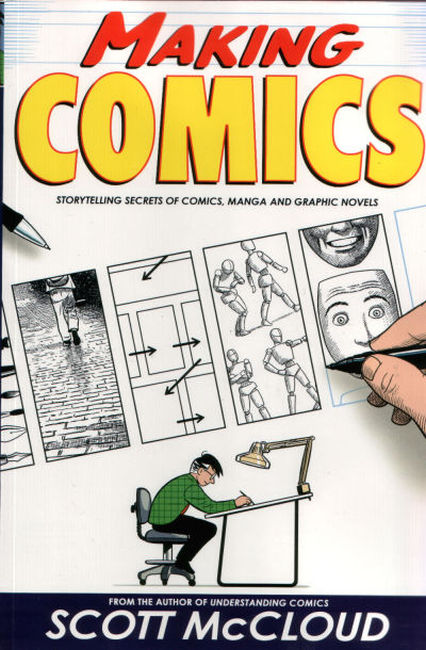 MAKING
COMICS
STORYTELLING SECRETS OF COMICS, MANGA AND GRAPHIC NOVELS
FROM THE AUTHOR OF UNDERSTANDING COMICS
SCOTT McCLOUD